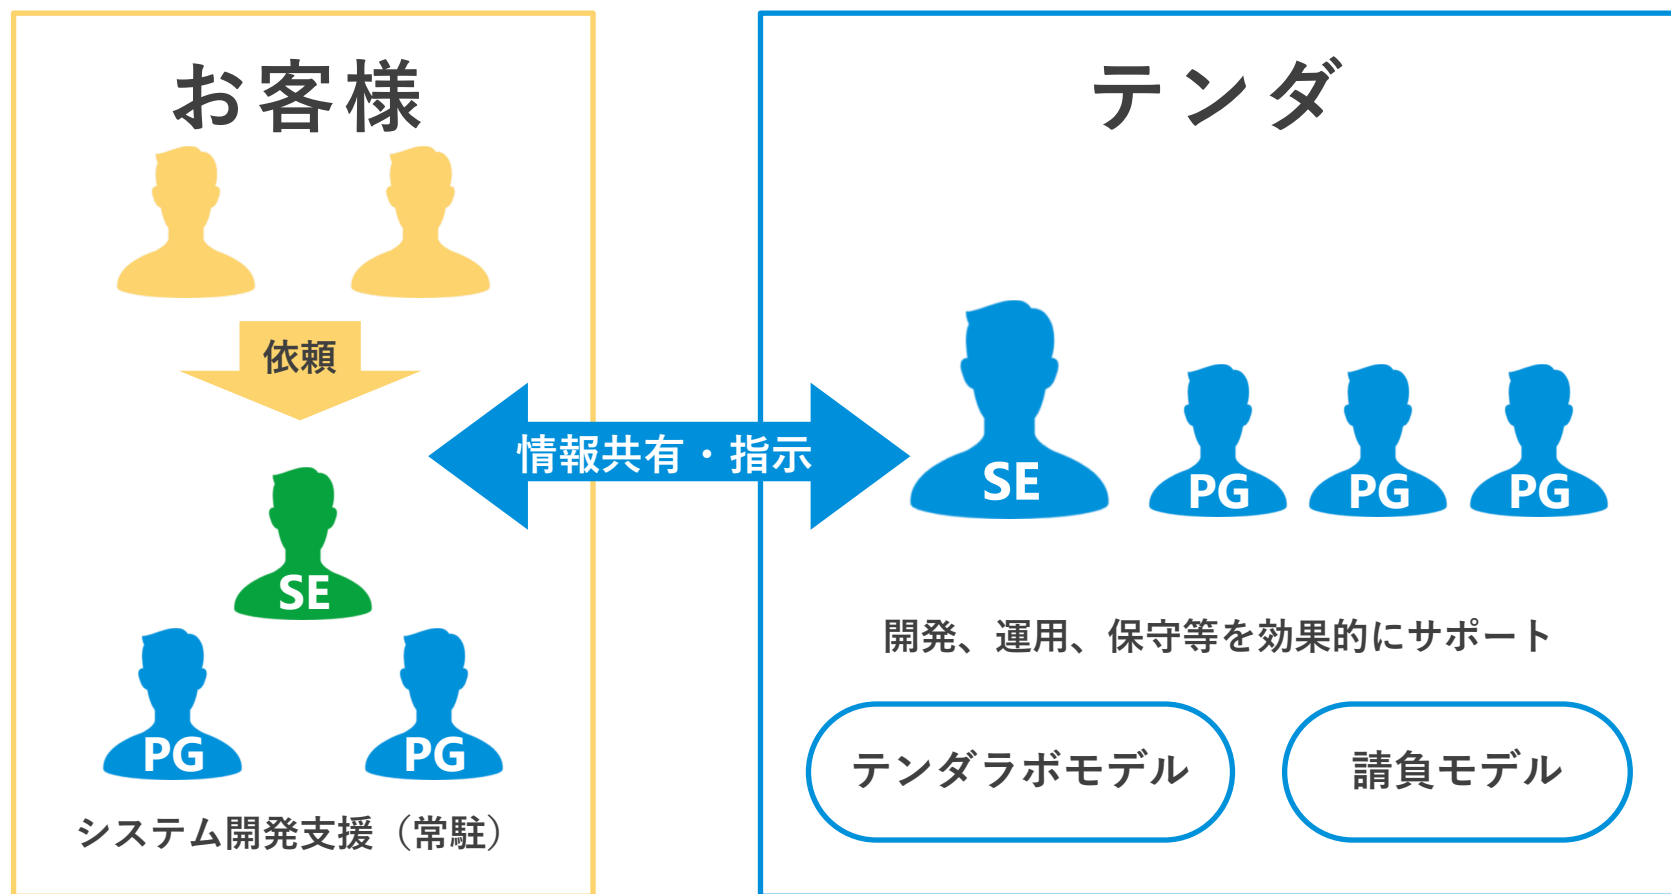 お客様
依頼
SE
PG
PG
システム開発支援（常駐）
情報共有・指示
テンダ
SE
PG
PG
PG
開発、運用、保守等を効果的にサポート
テンダラボモデル
請負モデル